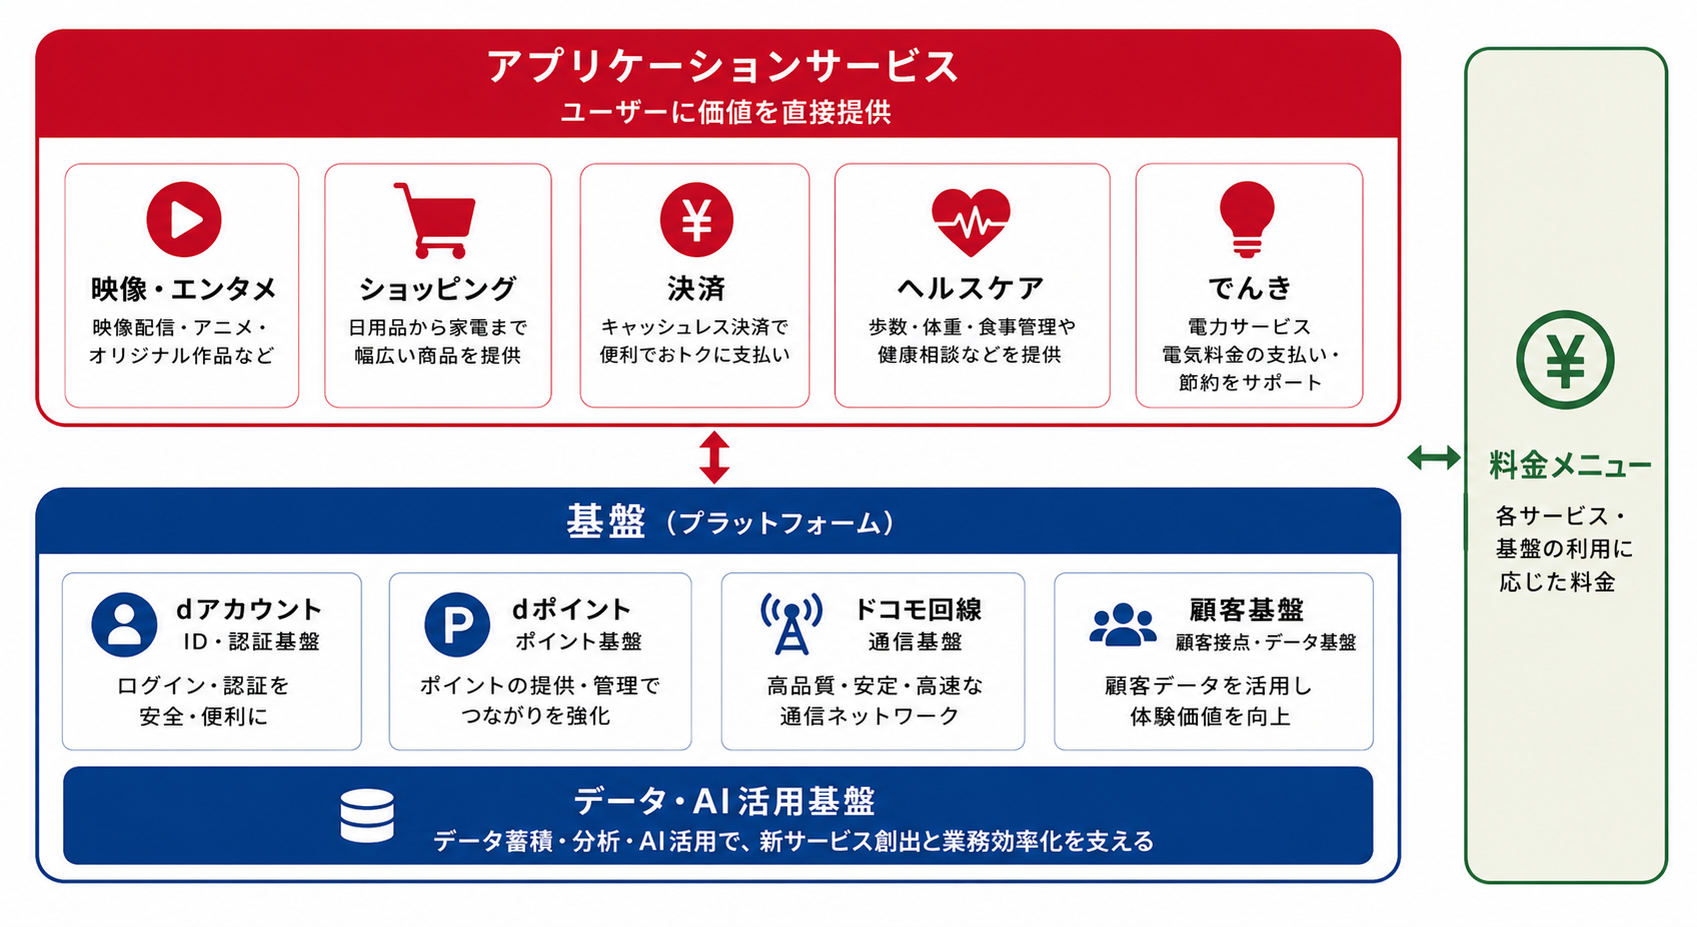 アプリケーションサービス
ユーザーに価値を直接提供
映像・エンタメ
映像配信・アニメ・
オリジナル作品など
ショッピング
日用品から家電まで
幅広い商品を提供
¥
決済
キャッシュレス決済で
便利でおトクに支払い
ヘルスケア
歩数・体重・食事管理や
健康相談などを提供
でんき
電力サービス
電気料金の支払い・
節約をサポート
基盤（プラットフォーム）
dアカウント
ID・認証基盤
ログイン・認証を
安全・便利に
P
dポイント
ポイント基盤
ポイントの提供・管理で
つながりを強化
ドコモ回線
通信基盤
高品質・安定・高速な
通信ネットワーク
顧客基盤
顧客接点・データ基盤
顧客データを活用し
体験価値を向上
データ・AI活用基盤
データ蓄積・分析・AI活用で、新サービス創出と業務効率化を支える
¥
料金メニュー
各サービス・
基盤の利用に
応じた料金